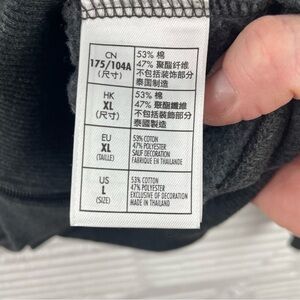 CN
175/104A
(尺寸)
53% 棉
47% 聚酯纤维
不包括装饰部分
泰国制造
HK
XL
(尺寸)
53% 棉
47% 聚酯纖維
不包括裝飾部分
泰國製造
EU
XL
(TAILLE)
53% COTON
47% POLYESTER
SAUF DECORATION
FABRIQUE EN THAILANDE
US
L
(SIZE)
53% COTTON
47% POLYESTER
EXCLUSIVE OF DECORATION
MADE IN THAILAND